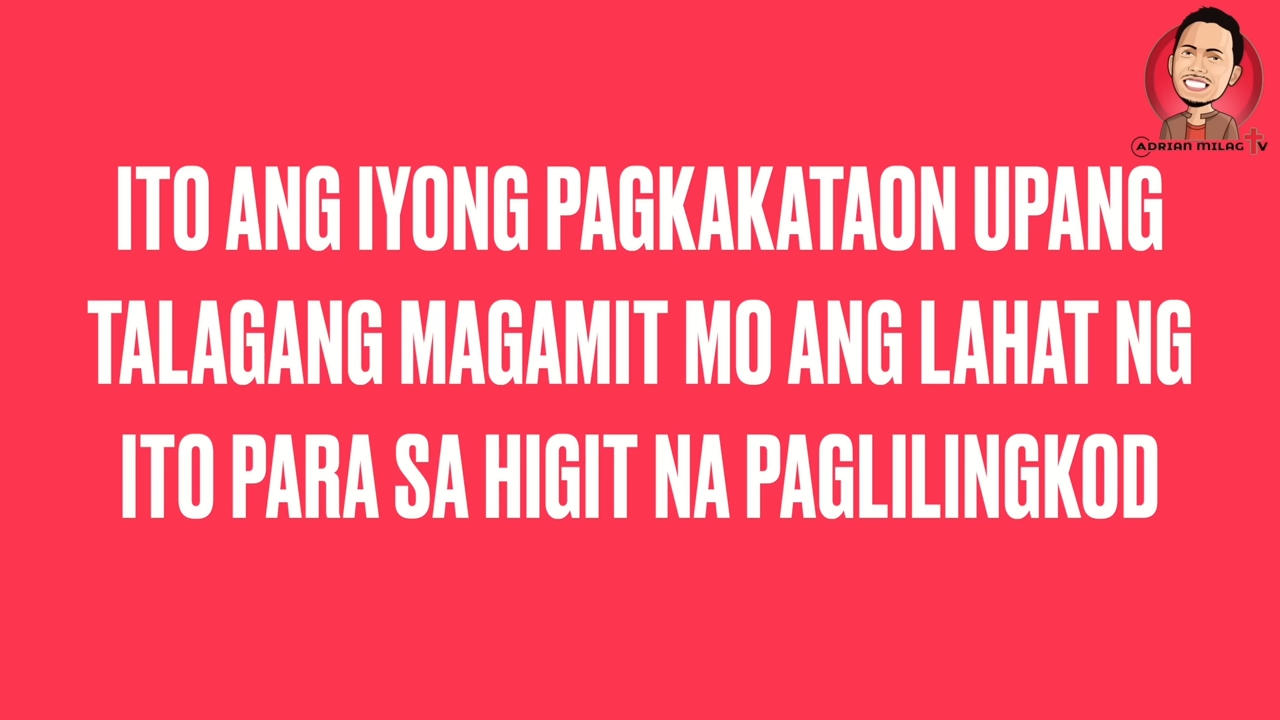 ADRIAN MILAG TV
ITO ANG IYONG PAGKAKATAON UPANG
TALAGANG MAGAMIT MO ANG LAHAT NG
ITO PARA SA HIGIT NA PAGLILINGKOD